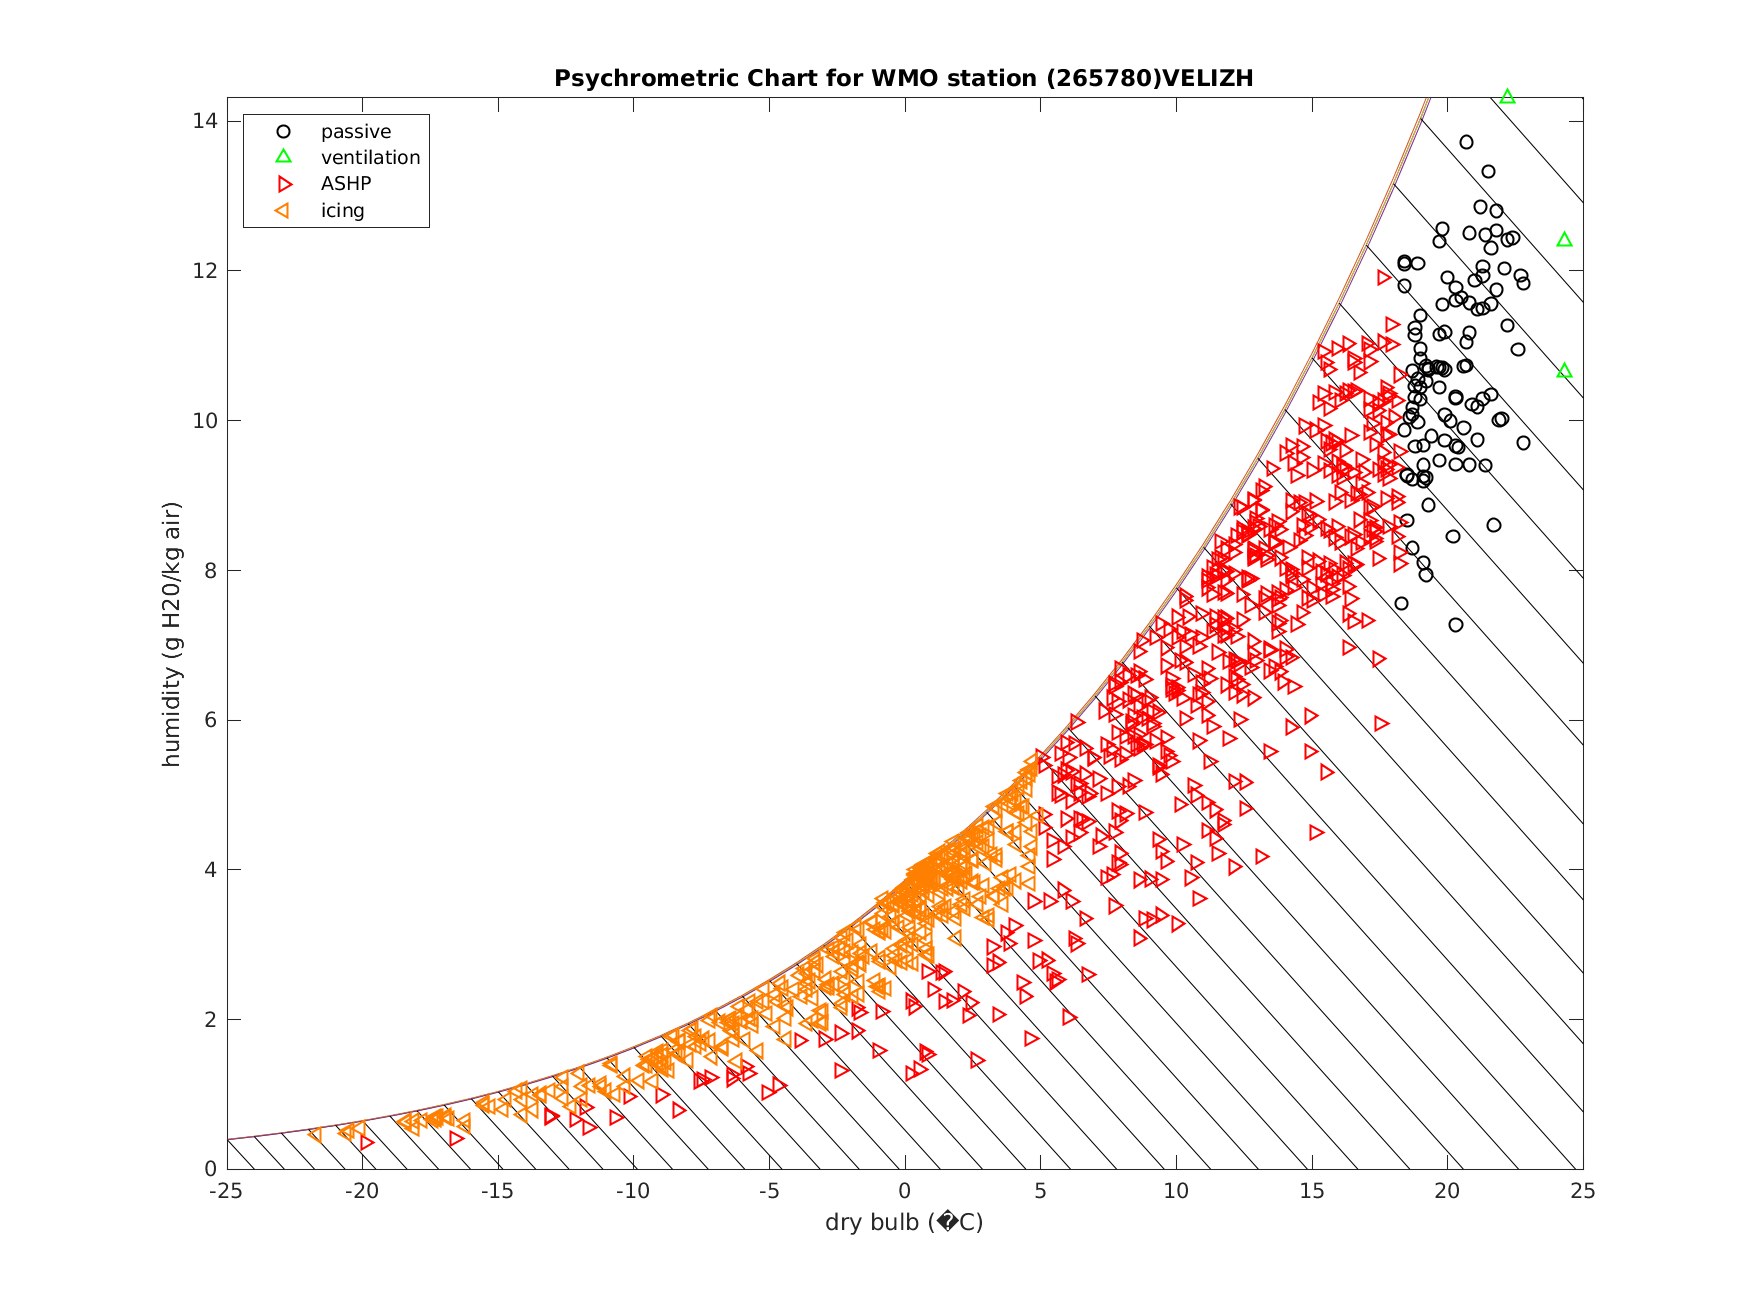 Psychrometric Chart for WMO station (265780)VELIZH
passive
ventilation
ASHP
icing
humidity (g H20/kg air)
14
12
10
8
6
4
2
0
-25 -20 -15 -10 -5 0 5 10 15 20 25
dry bulb (�C)